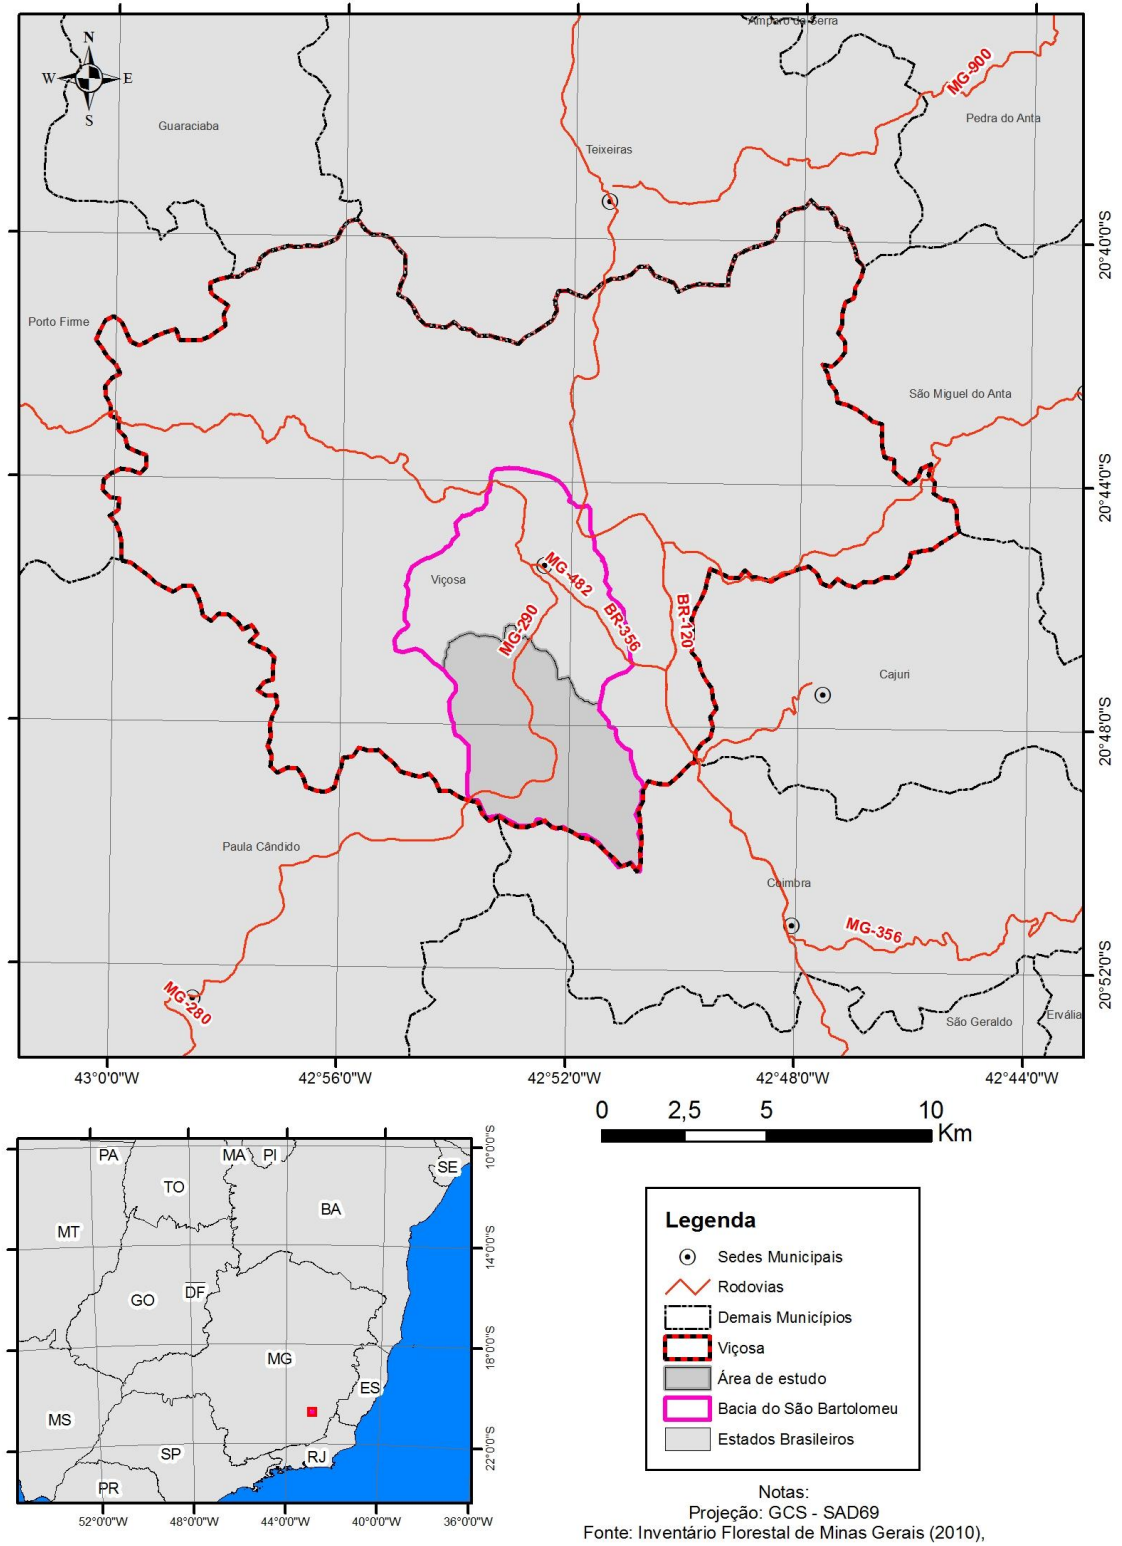 Amparo da Serra
N
W
E
S
MG-900
Guaraciaba
Pedra do Anta
Teixeiras
20°40'0"S
Porto Firme
São Miguel do Anta
20°44'0"S
Viçosa
MG-482
MG-290
BR-356
BR-120
Cajuri
20°48'0"S
Paula Cândido
Coimbra
MG-356
MG-280
20°52'0"S
São Geraldo
Ervália
43°0'0"W
42°56'0"W
42°52'0"W
42°48'0"W
42°44'0"W
0
2,5
5
10
Km
PA
MA
PI
SE
10°0'0"S
TO
BA
MT
14°0'0"S
GO
DF
MG
18°0'0"S
ES
MS
SP
RJ
22°0'0"S
PR
52°0'0"W
48°0'0"W
44°0'0"W
40°0'0"W
36°0'0"W
Legenda
Sedes Municipais
Rodovias
Demais Municípios
Viçosa
Área de estudo
Bacia do São Bartolomeu
Estados Brasileiros
Notas:
Projeção: GCS - SAD69
Fonte: Inventário Florestal de Minas Gerais (2010),